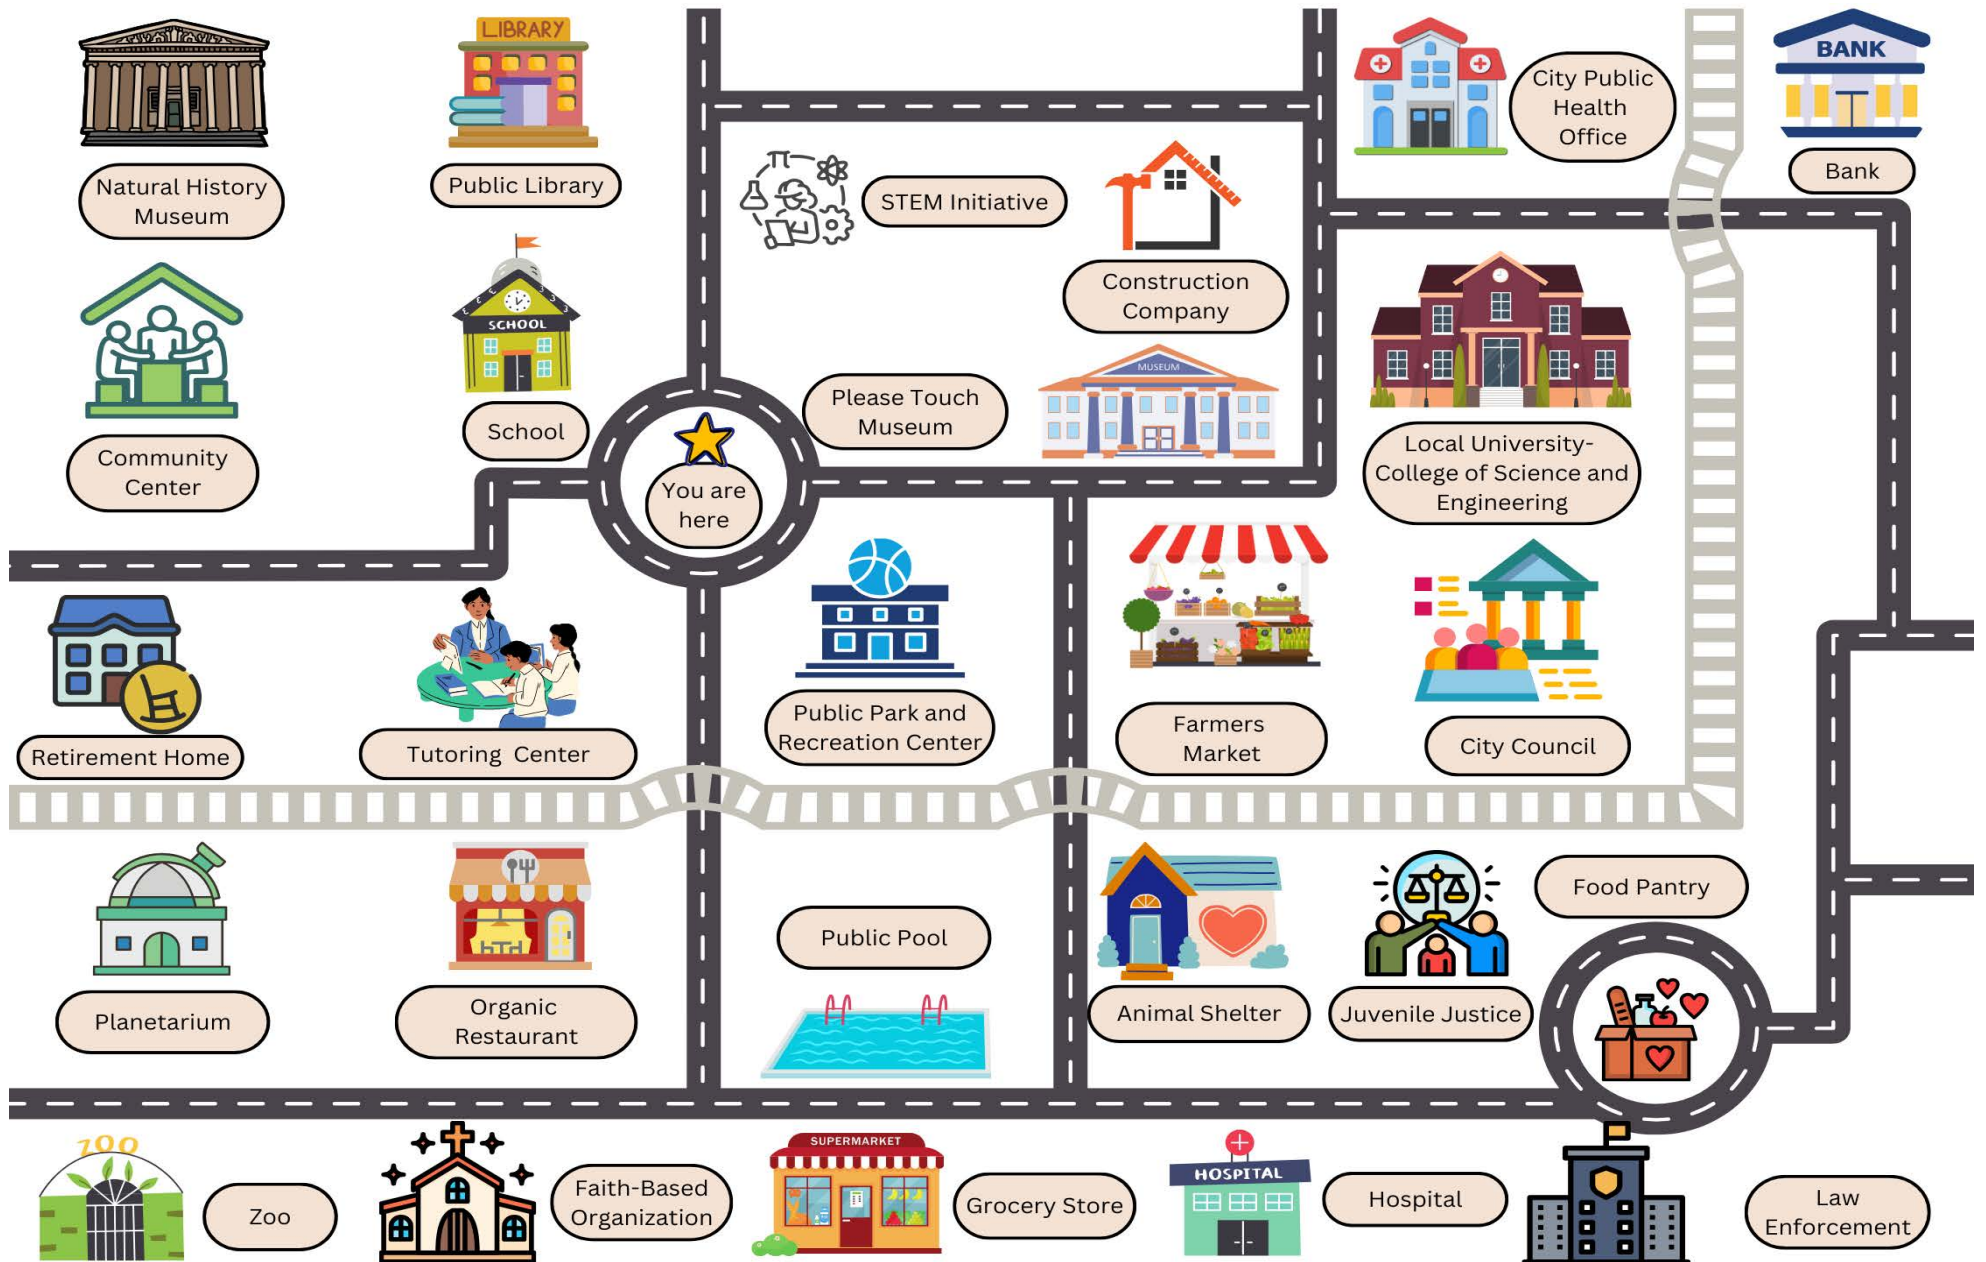 LIBRARY
BANK
City Public
Health
Office
Natural History
Museum
Public Library
STEM Initiative
Bank
π
SCHOOL
Construction
Company
MUSEUM
Community
Center
School
Please Touch
Museum
Local University-
College of Science and
Engineering
You are
here
Retirement Home
Tutoring Center
Public Park and
Recreation Center
Farmers
Market
City Council
Food Pantry
Public Pool
Planetarium
Organic
Restaurant
Animal Shelter
Juvenile Justice
ZOO
SUPERMARKET
HOSPITAL
Zoo
Faith-Based
Organization
Grocery Store
Hospital
Law
Enforcement